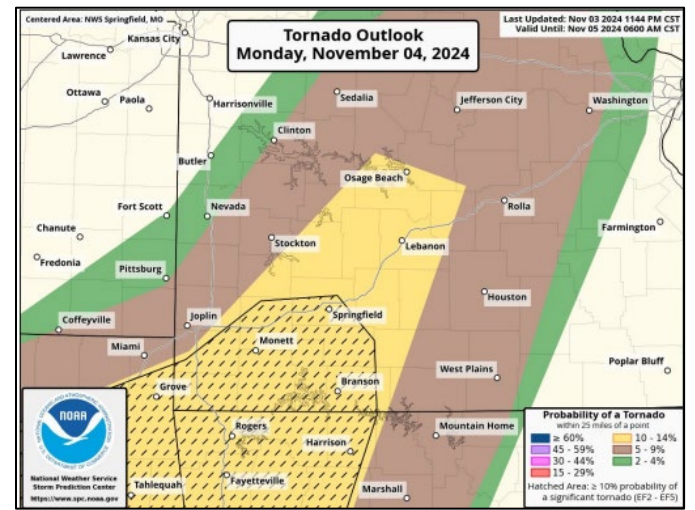 Centered Area: NWS Springfield, MO
Tornado Outlook
Monday, November 04, 2024
Last Updated: Nov 03 2024 1144 PM CST
Valid Until: Nov 05 2024 0600 AM CST
Kansas City
Lawrence
Ottawa
Paola
Harrisonville
Sedalia
Jefferson City
Washington
Clinton
Butler
Osage Beach
Fort Scott
Nevada
Rolla
Chanute
Farmington
Stockton
Lebanon
Fredonia
Pittsburg
Houston
Coffeyville
Joplin
Springfield
Miami
Monett
Poplar Bluff
West Plains
Branson
Grove
Rogers
Mountain Home
Harrison
Fayetteville
Tahlequah
Marshall
NOAA
National Weather Service
Storm Prediction Center
https://www.spc.noaa.gov
Probability of a Tornado
within 25 miles of a point
≥ 60%
10 - 14%
45 - 59%
5 - 9%
30 - 44%
2 - 4%
15 - 29%
Hatched Area: ≥ 10% probability of
a significant tornado (EF2 - EF5)